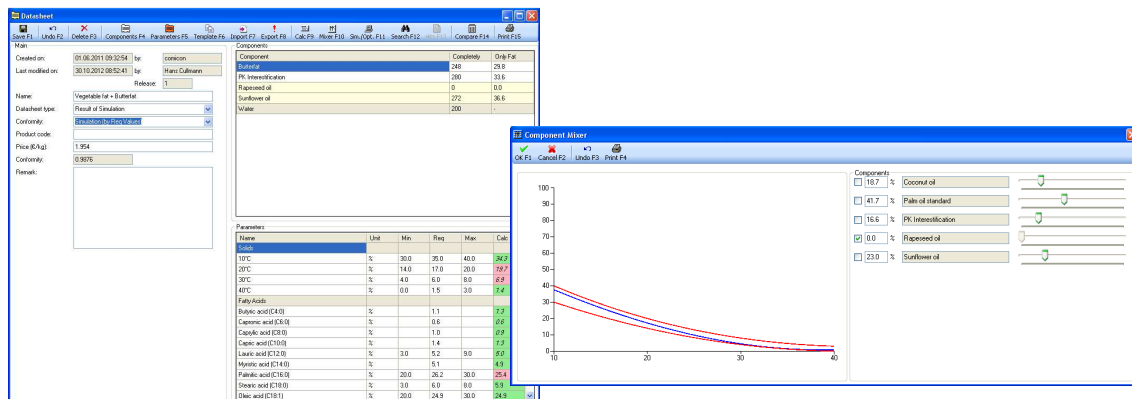 Datasheet
Save F1 Undo F2 Delete F3 Components F4 Parameters F5 Template F6 Import F7 Export F8 Calc F9 Mixer F10 Sim./Opt. F11 Search F12 Compare F14 Print F15
Main
Created on: 01.06.2011 09:32:54 by: comicon
Last modified on: 30.10.2012 08:52:41 by: Hans Cullmann
Release: 1
Name: Vegetable fat + Butterfat
Datasheet type: Result of Simulation
Conformity: Simulation (by Req Values)
Product code:
Price (€/kg): 1.954
Conformity: 0.9876
Remark:
Components
Component Completely Only Fat
Butterfat 248 29.8
PK Interestification 280 33.6
Rapeseed oil 0 0.0
Sunflower oil 272 36.6
Water 200 -
Parameters
Name Unit Min Req Max Calc
Solids
10°C % 30.0 35.0 40.0 34.3
20°C % 14.0 17.0 20.0 19.7
30°C % 4.0 6.0 8.0 6.9
40°C % 0.0 1.5 3.0 1.4
Fatty Acids
Butyric acid (C4:0) % 1.1 1.3
Capronic acid (C6:0) % 0.6 0.6
Caprylic acid (C8:0) % 1.0 0.9
Capric acid (C10:0) % 1.4 1.3
Lauric acid (C12:0) % 3.0 5.2 9.0 5.0
Myristic acid (C14:0) % 5.1 4.9
Palmitic acid (C16:0) % 20.0 26.2 30.0 25.4
Stearic acid (C18:0) % 3.0 6.0 8.0 5.9
Oleic acid (C18:1) % 20.0 24.9 30.0 24.9
Component Mixer
OK F1 Cancel F2 Undo F3 Print F4
100
90
80
70
60
50
40
30
20
10
0
10 20 30 40
Components
18.7 % Coconut oil
41.7 % Palm oil standard
16.6 % PK Interestification
0.0 % Rapeseed oil
23.0 % Sunflower oil